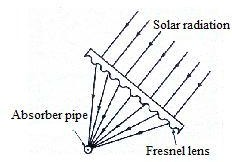 Solar radiation
Absorber pipe
Fresnel lens